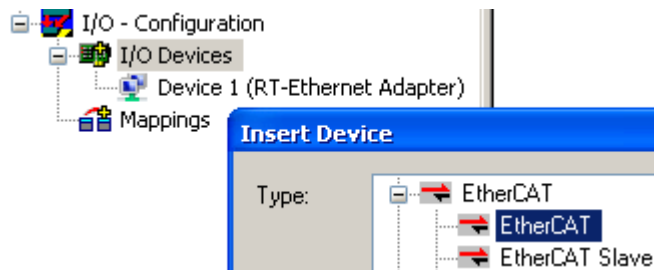 I/O - Configuration
I/O Devices
Device 1 (RT-Ethernet Adapter)
Mappings
Insert Device
Type:
EtherCAT
EtherCAT
EtherCAT Slave